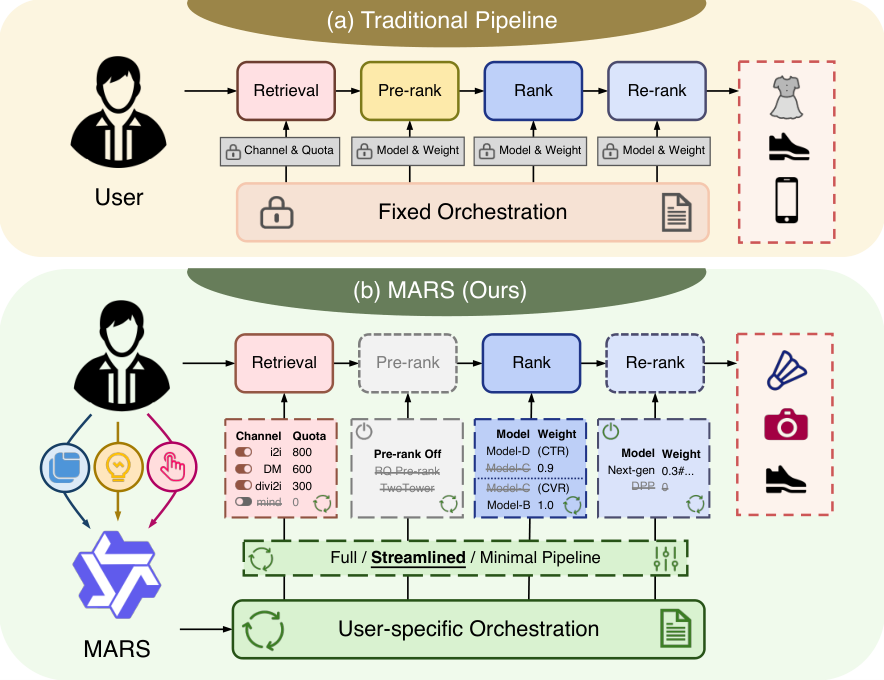 (a) Traditional Pipeline
User
Retrieval
Pre-rank
Rank
Re-rank
Channel & Quota
Model & Weight
Model & Weight
Model & Weight
Fixed Orchestration
(b) MARS (Ours)
Retrieval
Pre-rank
Rank
Re-rank
Channel Quota
i2i 800
DM 600
divi2i 300
mind 0
Pre-rank Off
RQ Pre-rank
TwoTower
Model Weight
Model-D (CTR)
Model-C 0.9
Model-C (CVR)
Model-B 1.0
Model Weight
Next-gen 0.3#...
DPP 0
Full / Streamlined / Minimal Pipeline
MARS
User-specific Orchestration